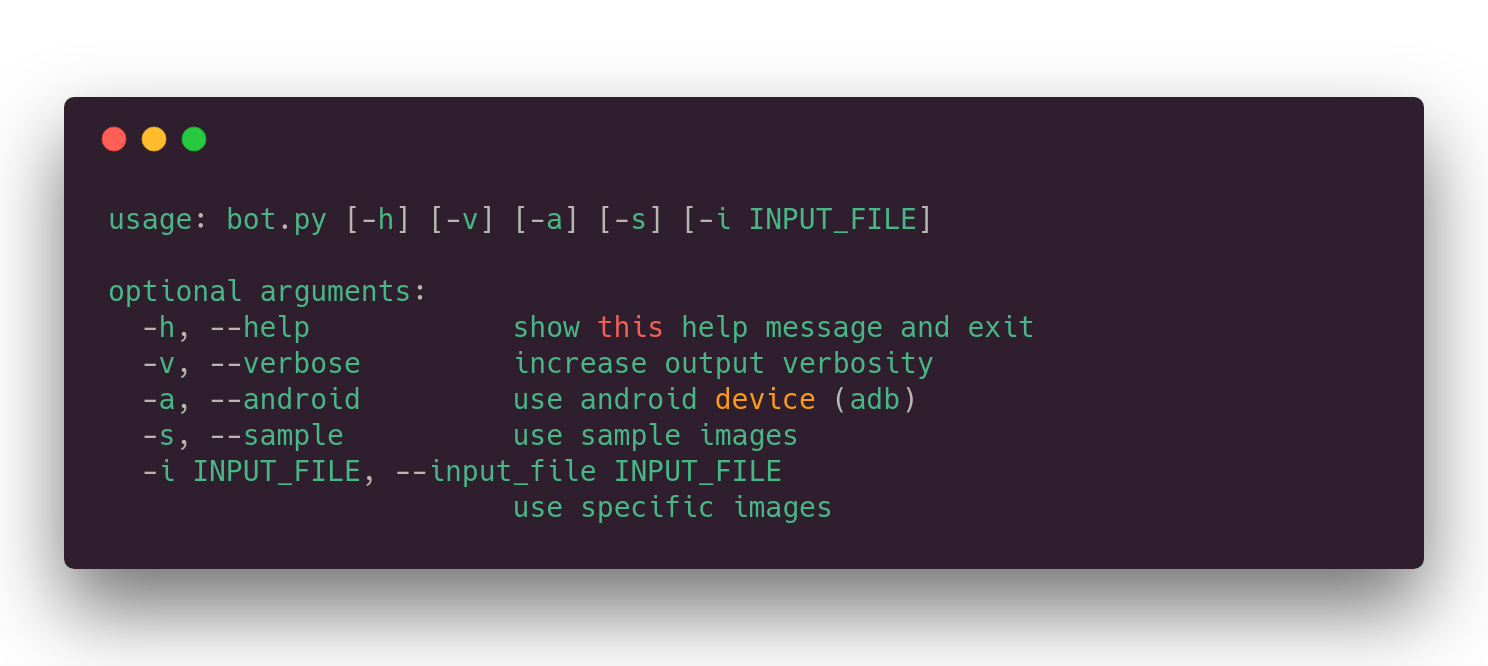 usage: bot.py [-h] [-v] [-a] [-s] [-i INPUT_FILE]
optional arguments:
-h, --help show this help message and exit
-v, --verbose increase output verbosity
-a, --android use android device (adb)
-s, --sample use sample images
-i INPUT_FILE, --input_file INPUT_FILE
use specific images